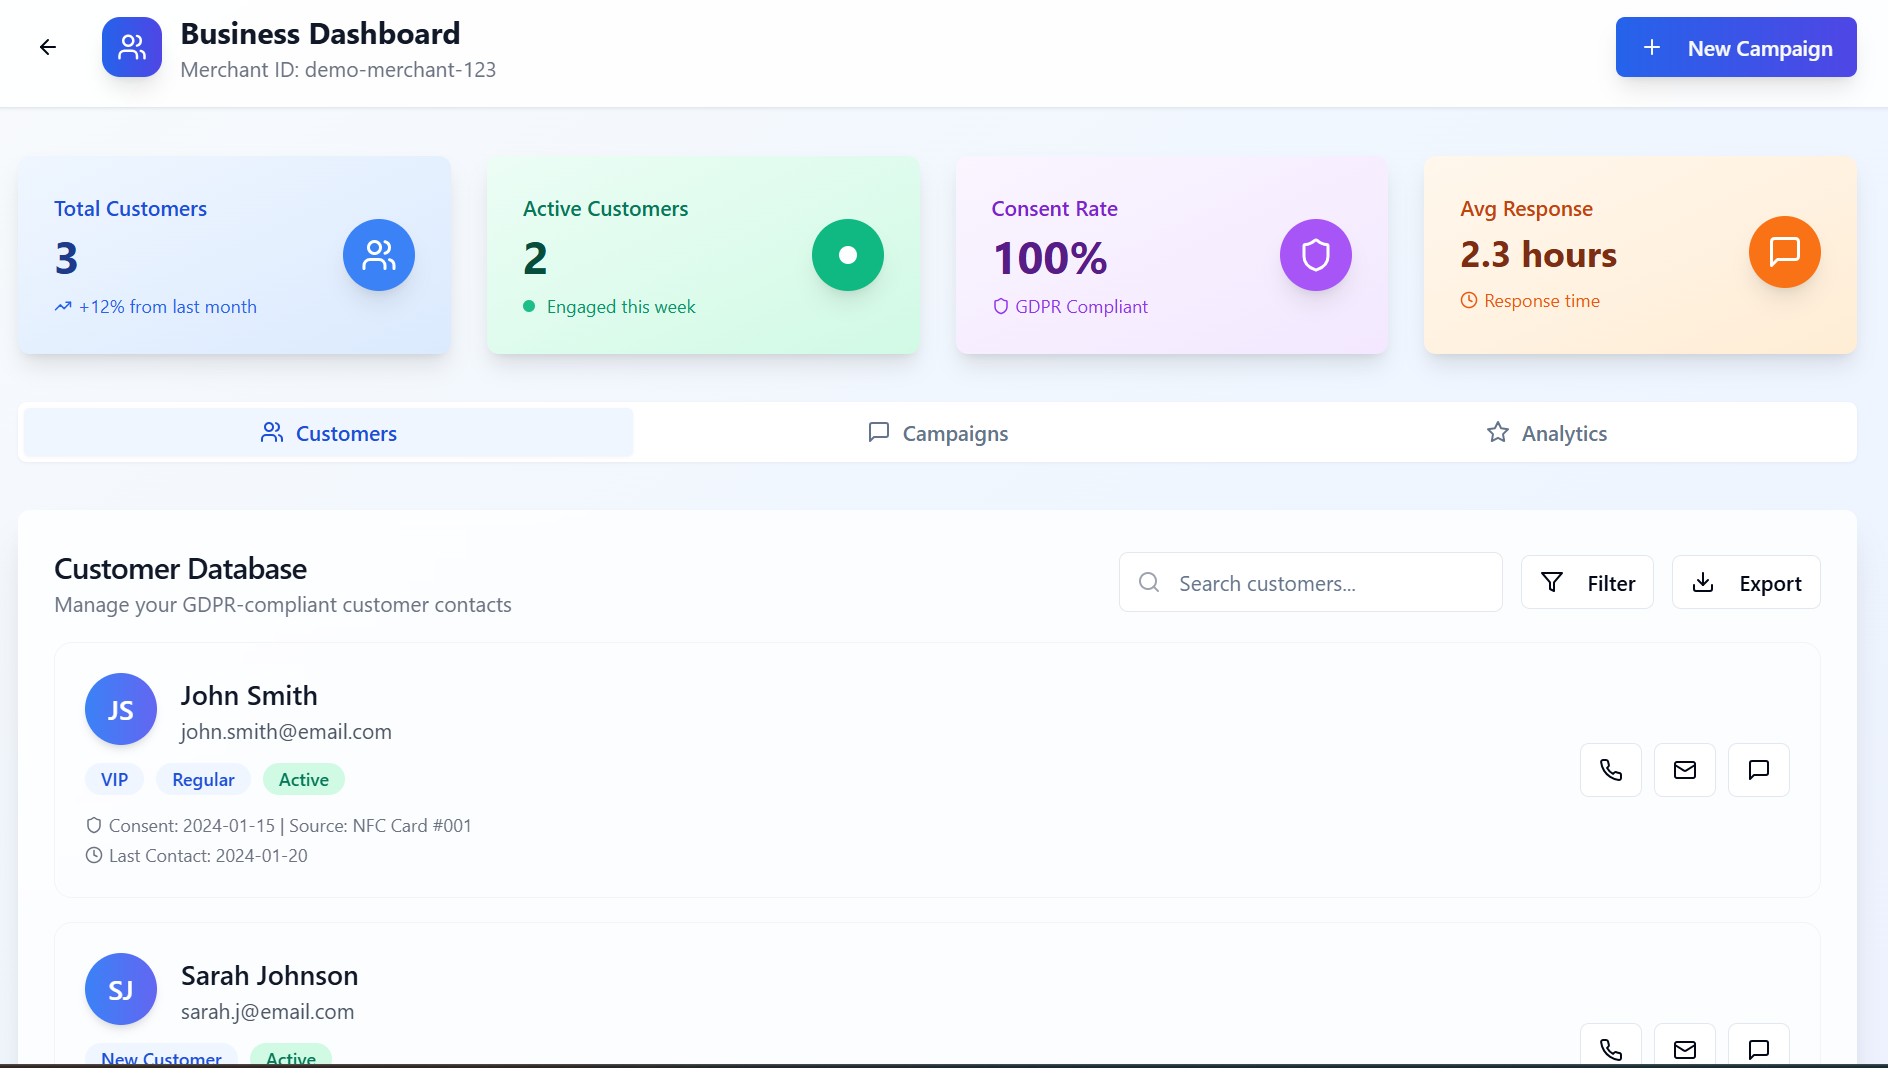 Business Dashboard
Merchant ID: demo-merchant-123
New Campaign
Total Customers
3
+12% from last month
Active Customers
2
Engaged this week
Consent Rate
100%
GDPR Compliant
Avg Response
2.3 hours
Response time
Customers
Campaigns
Analytics
Customer Database
Manage your GDPR-compliant customer contacts
Search customers...
Filter
Export
JS
John Smith
john.smith@email.com
VIP
Regular
Active
Consent: 2024-01-15 | Source: NFC Card #001
Last Contact: 2024-01-20
SJ
Sarah Johnson
sarah.j@email.com
New Customer
Active